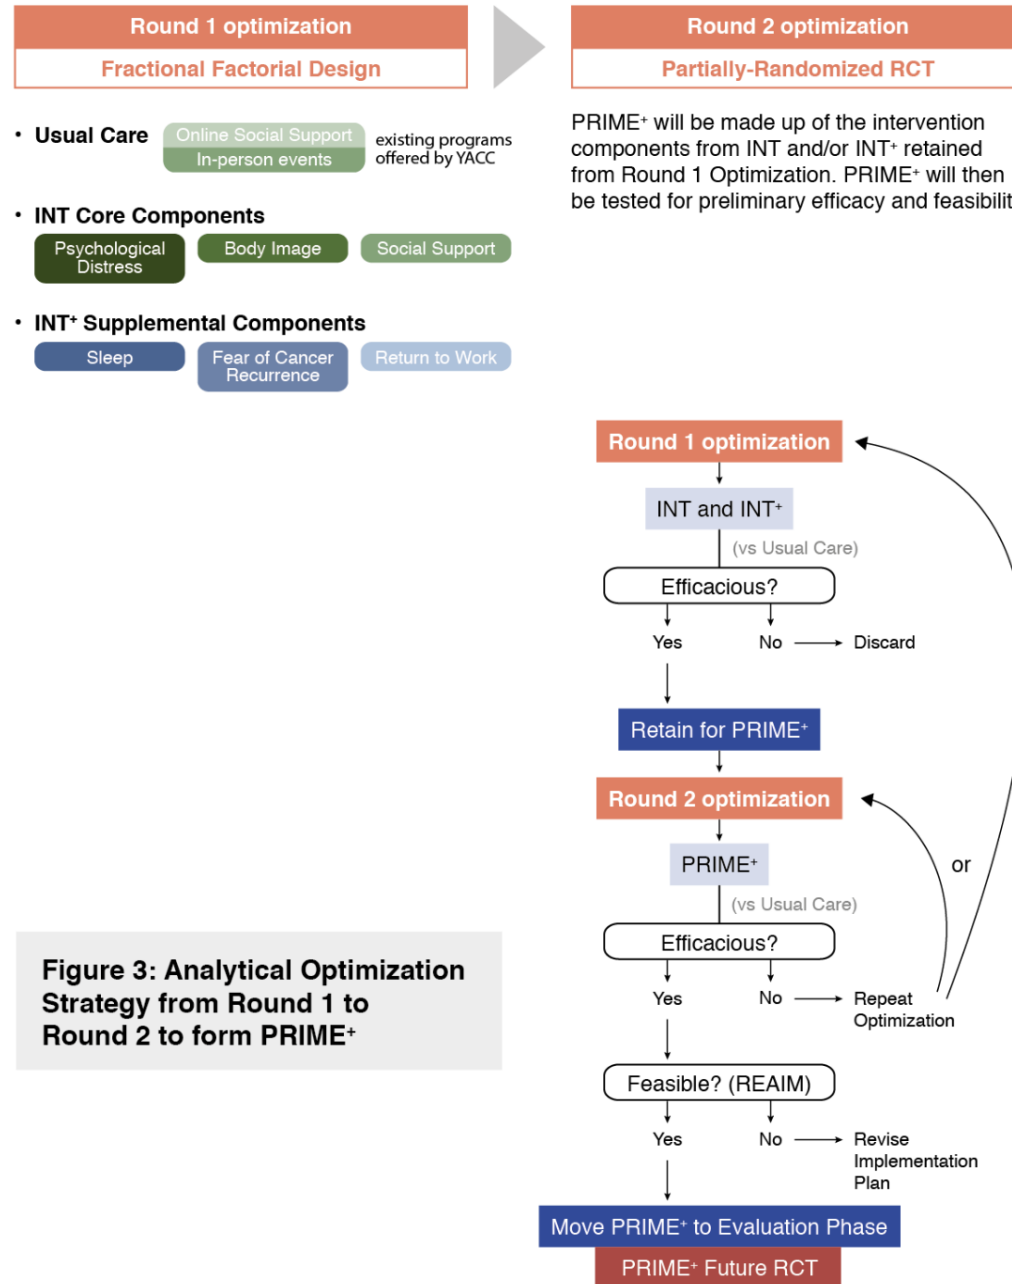 Round 1 optimization
Fractional Factorial Design
Round 2 optimization
Partially-Randomized RCT
• Usual Care
Online Social Support
In-person events
existing programs
offered by YACC
• INT Core Components
Psychological
Distress
Body Image
Social Support
• INT+ Supplemental Components
Sleep
Fear of Cancer
Recurrence
Return to Work
PRIME+ will be made up of the intervention
components from INT and/or INT+ retained
from Round 1 Optimization. PRIME+ will then
be tested for preliminary efficacy and feasibilit
Round 1 optimization
INT and INT+
(vs Usual Care)
Efficacious?
Yes
No
Discard
Retain for PRIME+
Round 2 optimization
PRIME+
or
(vs Usual Care)
Efficacious?
Yes
No
Repeat
Optimization
Feasible? (REAIM)
Yes
No
Revise
Implementation
Plan
Move PRIME+ to Evaluation Phase
PRIME+ Future RCT
Figure 3: Analytical Optimization
Strategy from Round 1 to
Round 2 to form PRIME+